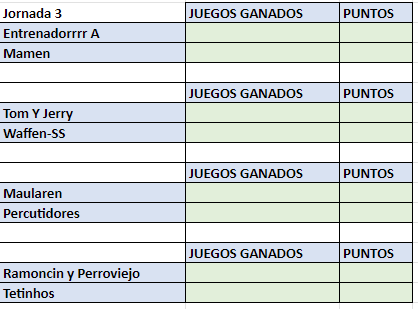 Jornada 3 JUEGOS GANADOS PUNTOS
Entrenadorrrr A
Mamen
JUEGOS GANADOS PUNTOS
Tom Y Jerry
Waffen-SS
JUEGOS GANADOS PUNTOS
Maularen
Percutidores
JUEGOS GANADOS PUNTOS
Ramoncin y Perroviejo
Tetinhos